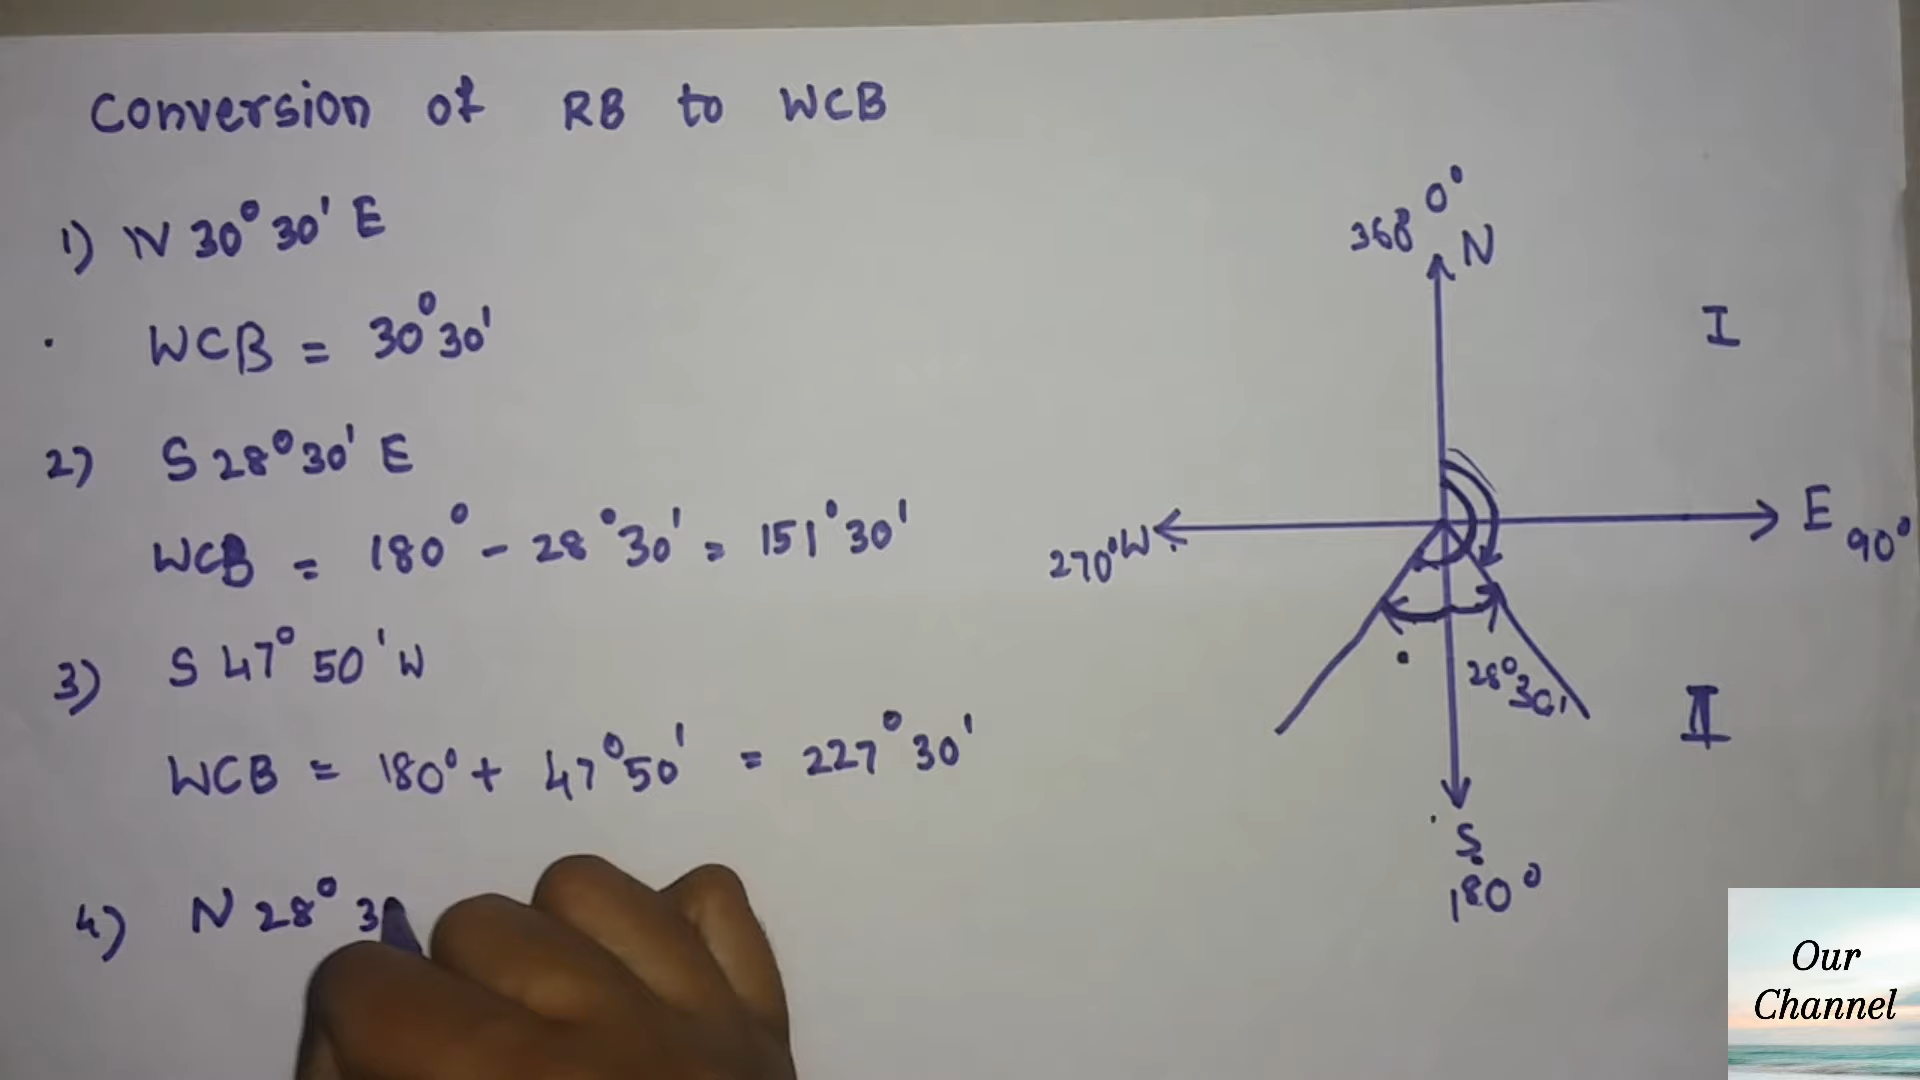 Conversion of RB to WCB
1) N 30° 30' E
WCB = 30° 30'
2) S 28° 30' E
WCB = 180° - 28° 30' = 151° 30'
3) S 47° 50' W
WCB = 180° + 47° 50' = 227° 30'
4) N 28° 3
0°
360°
N
I
E
90°
270° W
28° 30'
II
S
180°
Our
Channel